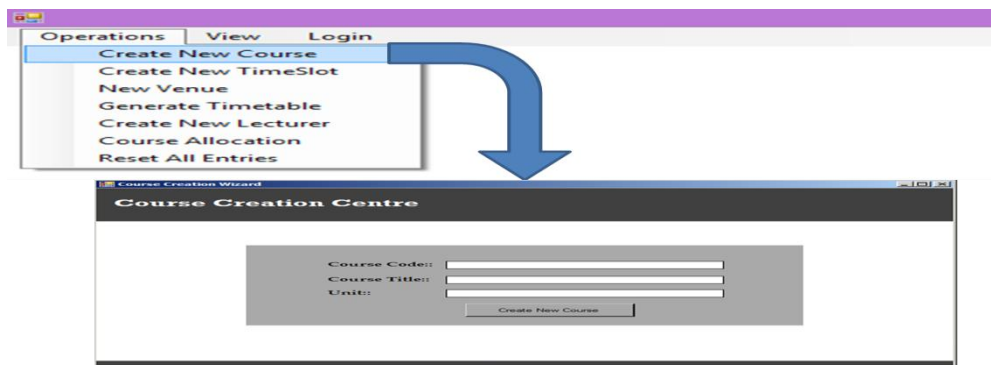 Operations View Login
Create New Course
Create New TimeSlot
New Venue
Generate Timetable
Create New Lecturer
Course Allocation
Reset All Entries
Course Creation Wizard
Course Creation Centre
Course Code::
Course Title::
Unit::
Create New Course